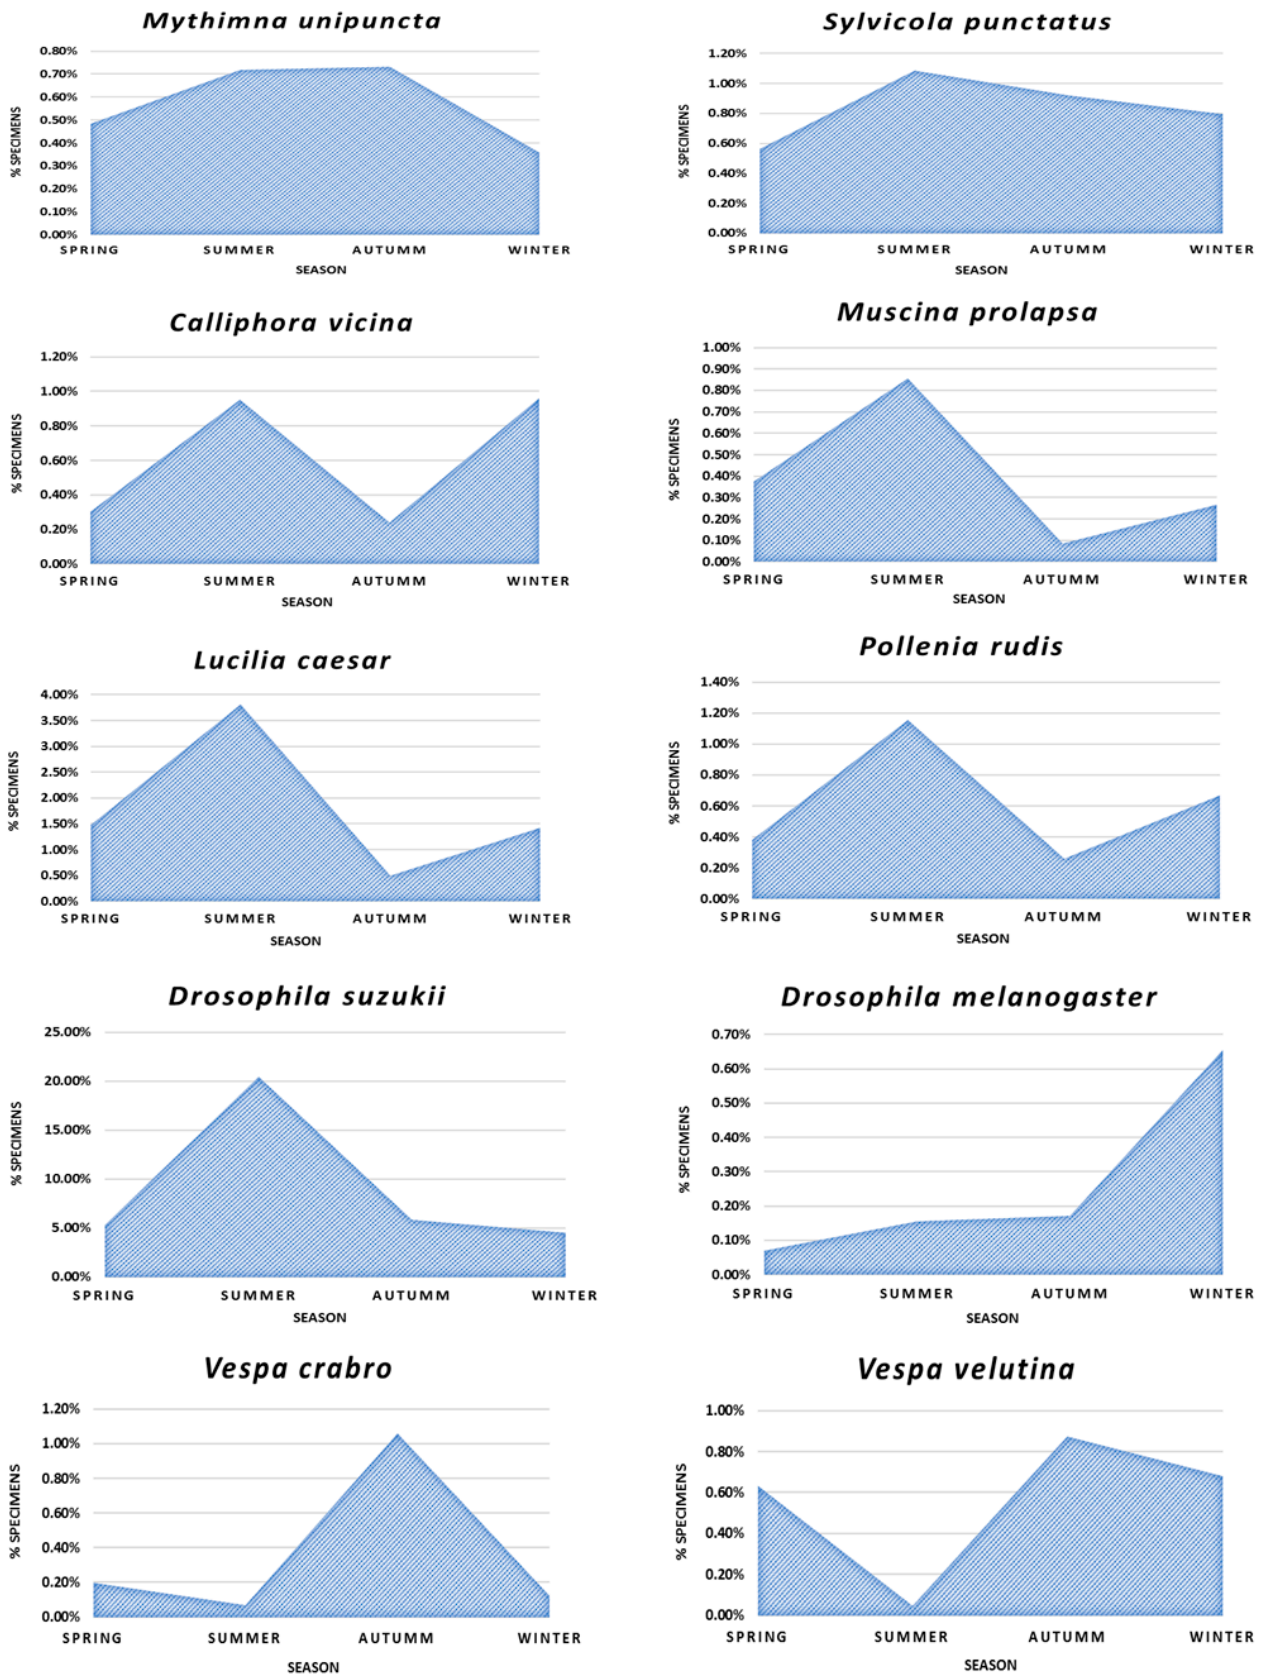 Mythimna unipuncta
% SPECIMENS
0.80%
0.70%
0.60%
0.50%
0.40%
0.30%
0.20%
0.10%
0.00%
SPRING SUMMER AUTUMM WINTER
SEASON
Sylvicola punctatus
% SPECIMENS
1.20%
1.00%
0.80%
0.60%
0.40%
0.20%
0.00%
SPRING SUMMER AUTUMM WINTER
SEASON
Calliphora vicina
% SPECIMENS
1.20%
1.00%
0.80%
0.60%
0.40%
0.20%
0.00%
SPRING SUMMER AUTUMM WINTER
SEASON
Muscina prolapsa
% SPECIMENS
1.00%
0.90%
0.80%
0.70%
0.60%
0.50%
0.40%
0.30%
0.20%
0.10%
0.00%
SPRING SUMMER AUTUMM WINTER
SEASON
Lucilia caesar
% SPECIMENS
4.00%
3.50%
3.00%
2.50%
2.00%
1.50%
1.00%
0.50%
0.00%
SPRING SUMMER AUTUMM WINTER
SEASON
Pollenia rudis
% SPECIMENS
1.40%
1.20%
1.00%
0.80%
0.60%
0.40%
0.20%
0.00%
SPRING SUMMER AUTUMM WINTER
SEASON
Drosophila suzukii
% SPECIMENS
25.00%
20.00%
15.00%
10.00%
5.00%
0.00%
SPRING SUMMER AUTUMM WINTER
SEASON
Drosophila melanogaster
% SPECIMENS
0.70%
0.60%
0.50%
0.40%
0.30%
0.20%
0.10%
0.00%
SPRING SUMMER AUTUMM WINTER
SEASON
Vespa crabro
% SPECIMENS
1.20%
1.00%
0.80%
0.60%
0.40%
0.20%
0.00%
SPRING SUMMER AUTUMM WINTER
SEASON
Vespa velutina
% SPECIMENS
1.00%
0.80%
0.60%
0.40%
0.20%
0.00%
SPRING SUMMER AUTUMM WINTER
SEASON